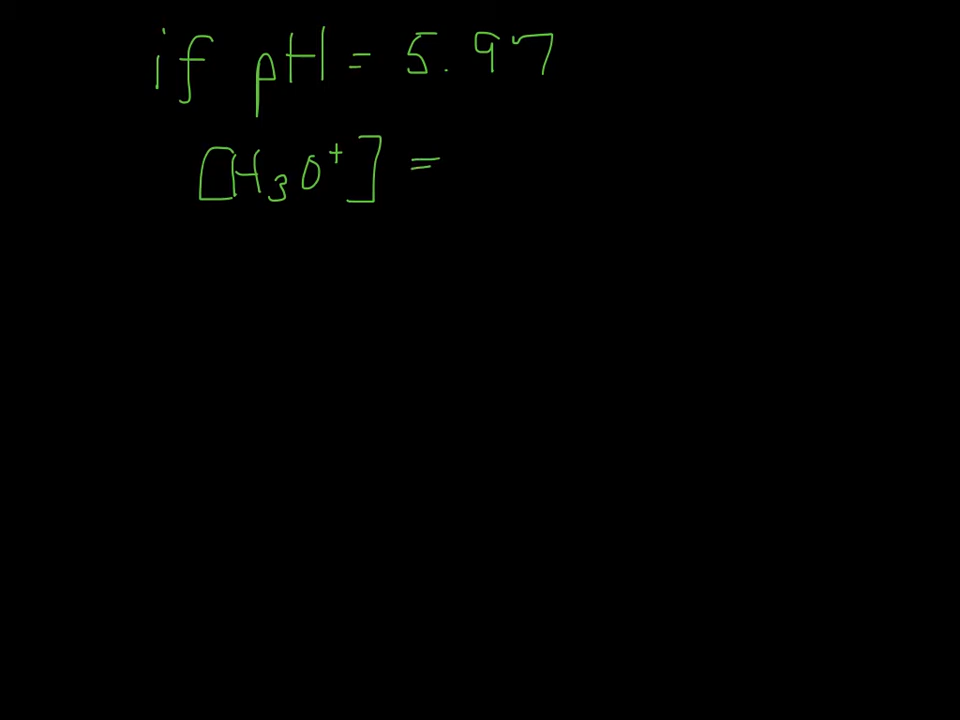 if pH = 5.97
[H₃O⁺] =